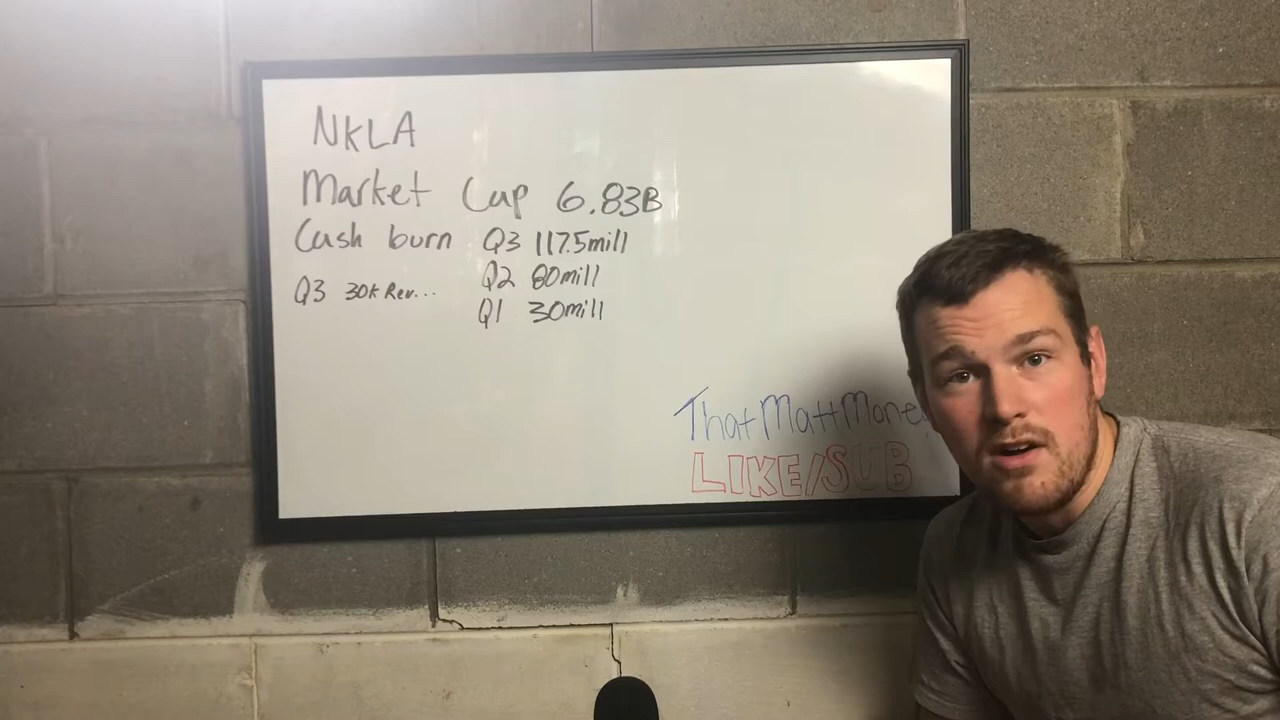 NKLA
Market Cap 6.83B
Cash burn Q3 117.5mill
Q3 30k Rev... Q2 80mill
Q1 30mill
ThatMattMoney
LIKE/SUB